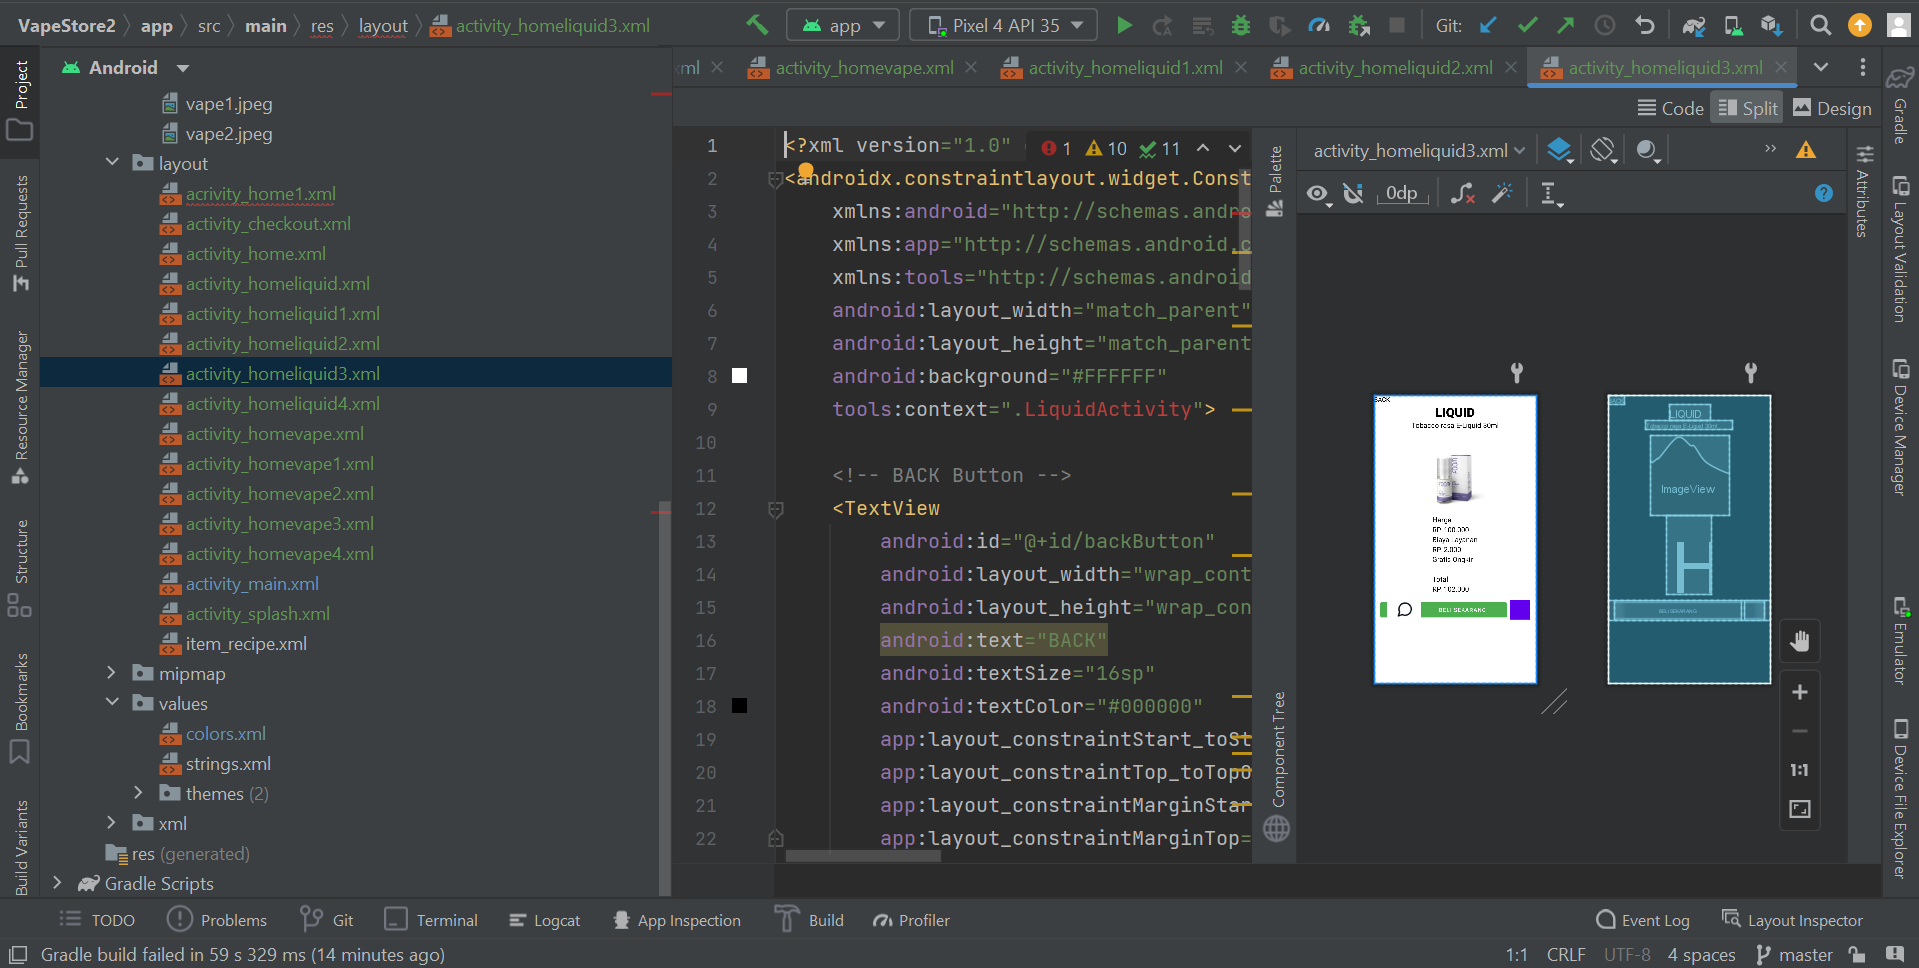 VapeStore2 app src main res layout activity_homeliquid3.xml app Pixel 4 API 35 Git:
Project Android
xml activity_homevape.xml activity_homeliquid1.xml activity_homeliquid2.xml activity_homeliquid3.xml
Code Split Design
vape1.jpeg
vape2.jpeg
layout
acrivity_home1.xml
activity_checkout.xml
activity_home.xml
activity_homeliquid.xml
activity_homeliquid1.xml
activity_homeliquid2.xml
activity_homeliquid3.xml
activity_homeliquid4.xml
activity_homevape.xml
activity_homevape1.xml
activity_homevape2.xml
activity_homevape3.xml
activity_homevape4.xml
activity_main.xml
activity_splash.xml
item_recipe.xml
mipmap
values
colors.xml
strings.xml
themes (2)
xml
res (generated)
Gradle Scripts
Pull Requests
Resource Manager
Structure
Bookmarks
Build Variants
1 <?xml version="1.0" 1 10 11
2 <androidx.constraintlayout.widget.Const
3 xmlns:android="http://schemas.andro
4 xmlns:app="http://schemas.android.c
5 xmlns:tools="http://schemas.android
6 android:layout_width="match_parent"
7 android:layout_height="match_parent
8 android:background="#FFFFFF"
9 tools:context=".LiquidActivity">
10
11 <!-- BACK Button -->
12 <TextView
13 android:id="@+id/backButton"
14 android:layout_width="wrap_cont
15 android:layout_height="wrap_con
16 android:text="BACK"
17 android:textSize="16sp"
18 android:textColor="#000000"
19 app:layout_constraintStart_toSt
20 app:layout_constraintTop_toTopO
21 app:layout_constraintMarginStar
22 app:layout_constraintMarginTop=
Palette
Component Tree
activity_homeliquid3.xml
0dp
BACK
LIQUID
Tobacco rasa E-Liquid 30ml
Harga
RP 100.000
Biaya Layanan
RP 2.000
Gratis Ongkir
Total
RP 102.000
BELI SEKARANG
BACK
LIQUID
Tobacco rasa E-Liquid 30ml
ImageView
H
BELI SEKARANG
1:1
Attributes
Gradle
Layout Validation
Device Manager
Emulator
Device File Explorer
TODO Problems Git Terminal Logcat App Inspection Build Profiler Event Log Layout Inspector
Gradle build failed in 59 s 329 ms (14 minutes ago) 1:1 CRLF UTF-8 4 spaces master